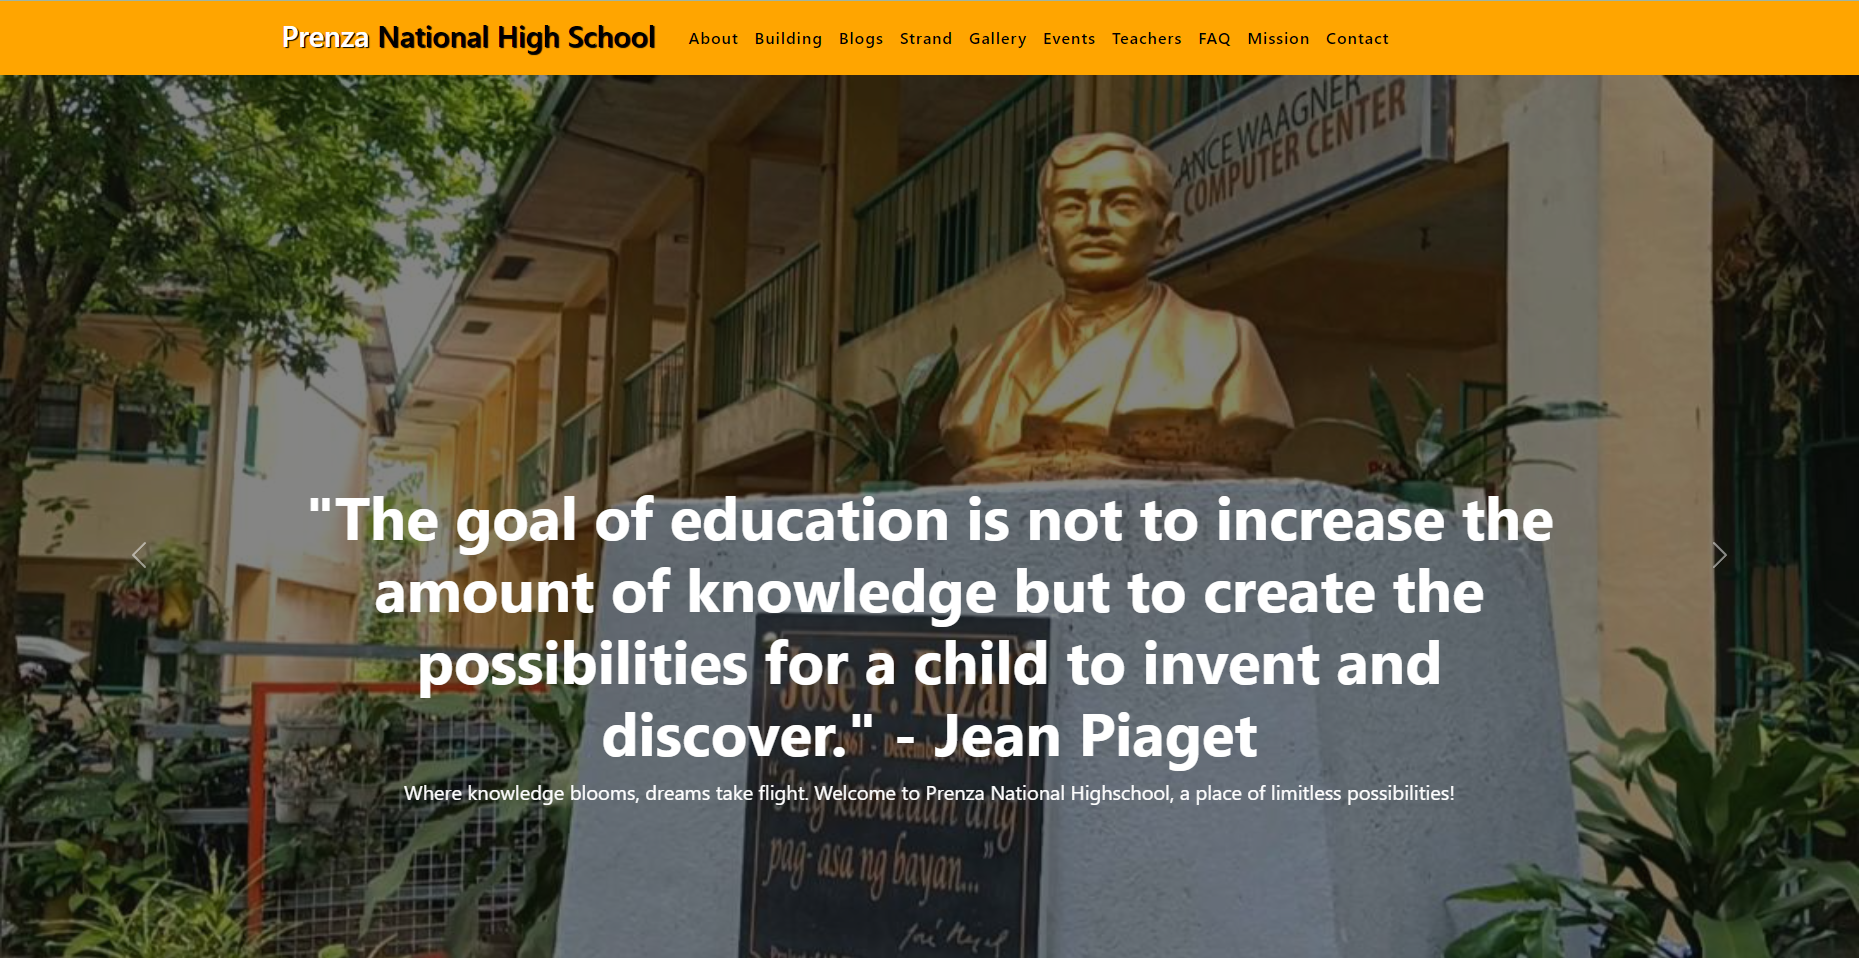 Prenza National High School
About Building Blogs Strand Gallery Events Teachers FAQ Mission Contact
LANCE WAAGNER
COMPUTER CENTER
"The goal of education is not to increase the
amount of knowledge but to create the
possibilities for a child to invent and
discover." - Jean Piaget
Where knowledge blooms, dreams take flight. Welcome to Prenza National Highschool, a place of limitless possibilities!
Jose P. Rizal
1861 -
"Ang kabataan ang
pag-asa ng bayan..."